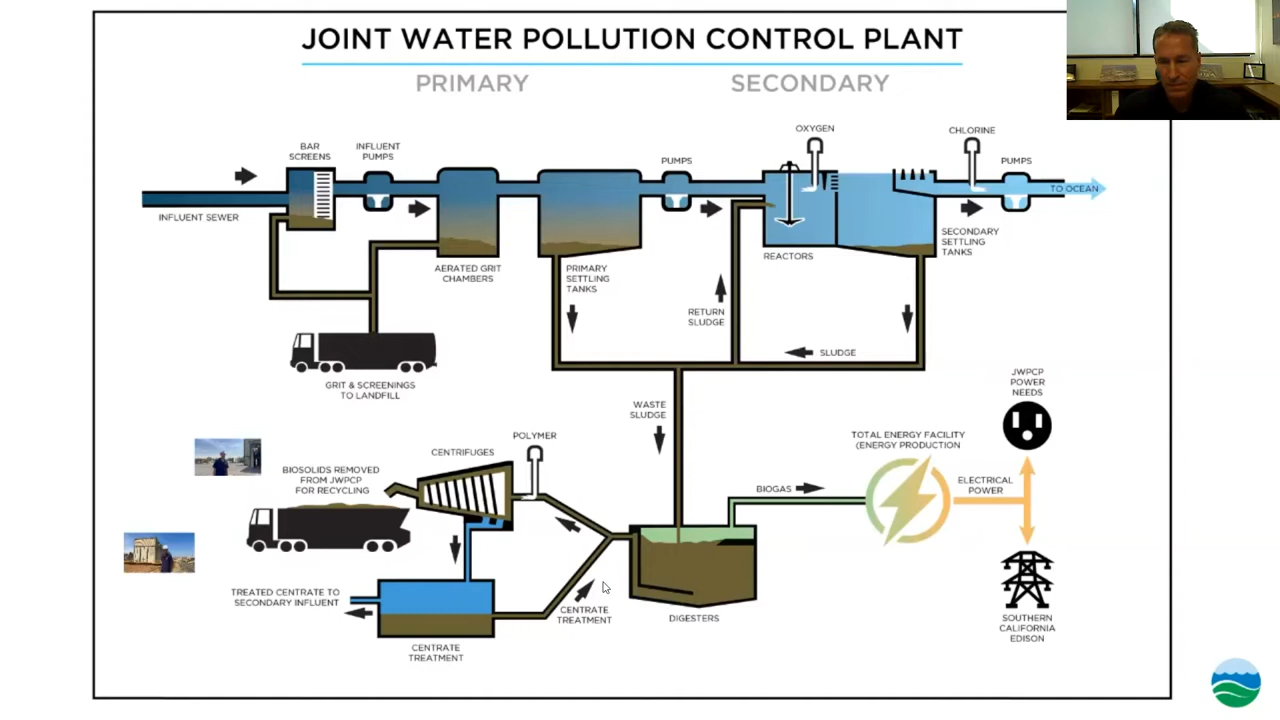 JOINT WATER POLLUTION CONTROL PLANT
PRIMARY
SECONDARY
BAR
SCREENS
INFLUENT
PUMPS
PUMPS
OXYGEN
CHLORINE
PUMPS
INFLUENT SEWER
TO OCEAN
AERATED GRIT
CHAMBERS
PRIMARY
SETTLING
TANKS
REACTORS
SECONDARY
SETTLING
TANKS
RETURN
SLUDGE
SLUDGE
GRIT & SCREENINGS
TO LANDFILL
JWPCP
POWER
NEEDS
WASTE
SLUDGE
POLYMER
CENTRIFUGES
TOTAL ENERGY FACILITY
(ENERGY PRODUCTION
BIOSOLIDS REMOVED
FROM JWPCP
FOR RECYCLING
BIOGAS
ELECTRICAL
POWER
TREATED CENTRATE TO
SECONDARY INFLUENT
CENTRATE
TREATMENT
DIGESTERS
SOUTHERN
CALIFORNIA
EDISON
CENTRATE
TREATMENT